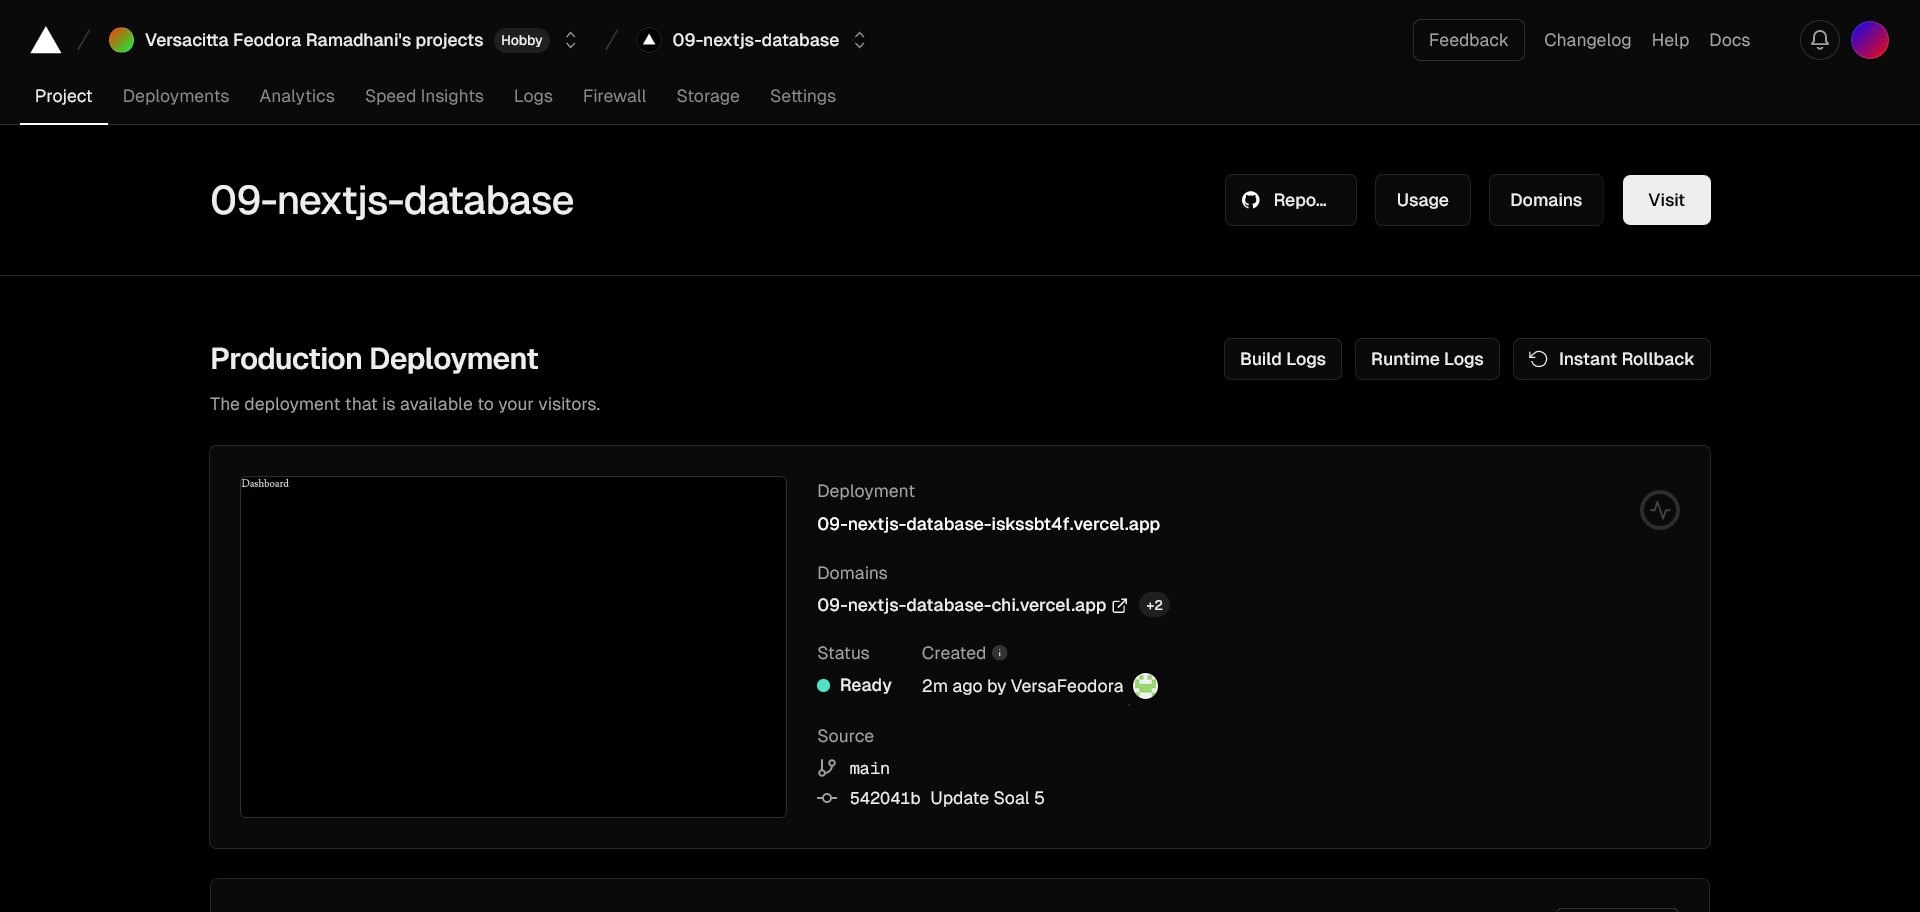 Versacitta Feodora Ramadhani's projects Hobby 09-nextjs-database Feedback Changelog Help Docs
Project Deployments Analytics Speed Insights Logs Firewall Storage Settings
09-nextjs-database Repo... Usage Domains Visit
Production Deployment Build Logs Runtime Logs Instant Rollback
The deployment that is available to your visitors.
Dashboard
Deployment
09-nextjs-database-iskssbt4f.vercel.app
Domains
09-nextjs-database-chi.vercel.app +2
Status Created
Ready 2m ago by VersaFeodora
Source
main
542041b Update Soal 5